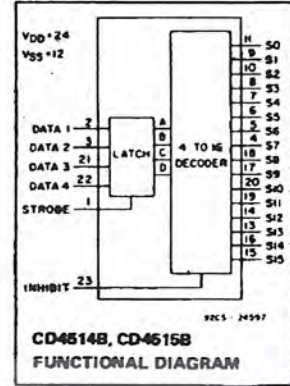 VDD=24
VSS=12
DATA 1 2
DATA 2 3
DATA 3 21
DATA 4 22
STROBE 1
LATCH
A
B
C
D
4 TO 16
DECODER
INHIBIT 23
11 S0
9 S1
10 S2
8 S3
7 S4
6 S5
5 S6
4 S7
18 S8
17 S9
20 S10
19 S11
14 S12
13 S13
16 S14
15 S15
92CS-24597
CD4514B, CD4515B
FUNCTIONAL DIAGRAM